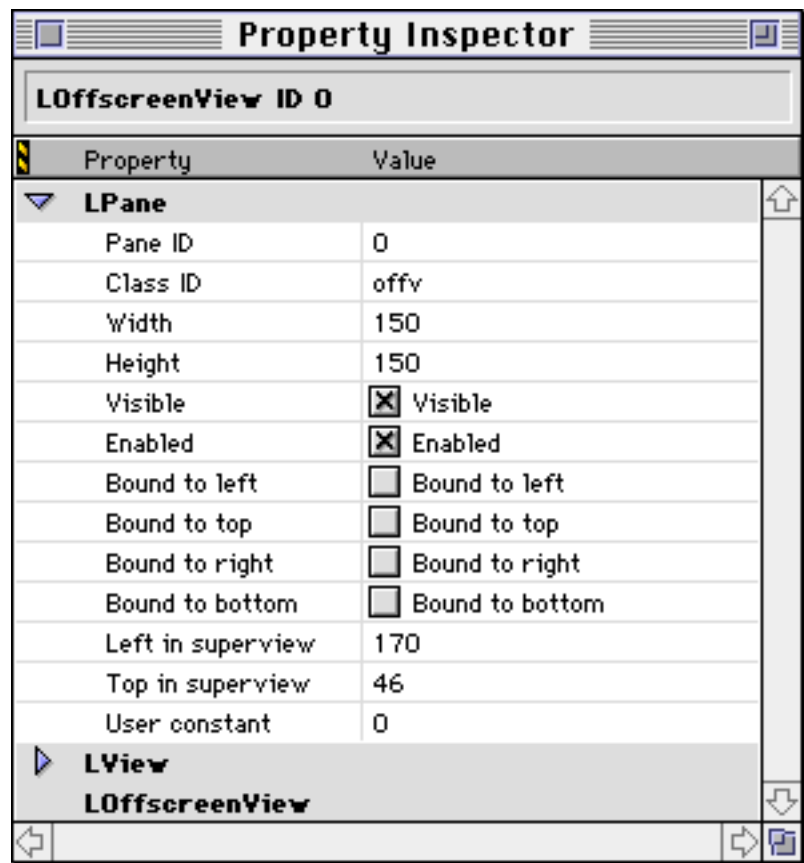 Property Inspector
LOffscreenView ID 0
Property Value
LPane
Pane ID 0
Class ID offv
Width 150
Height 150
Visible Visible
Enabled Enabled
Bound to left Bound to left
Bound to top Bound to top
Bound to right Bound to right
Bound to bottom Bound to bottom
Left in superview 170
Top in superview 46
User constant 0
LView
LOffscreenView